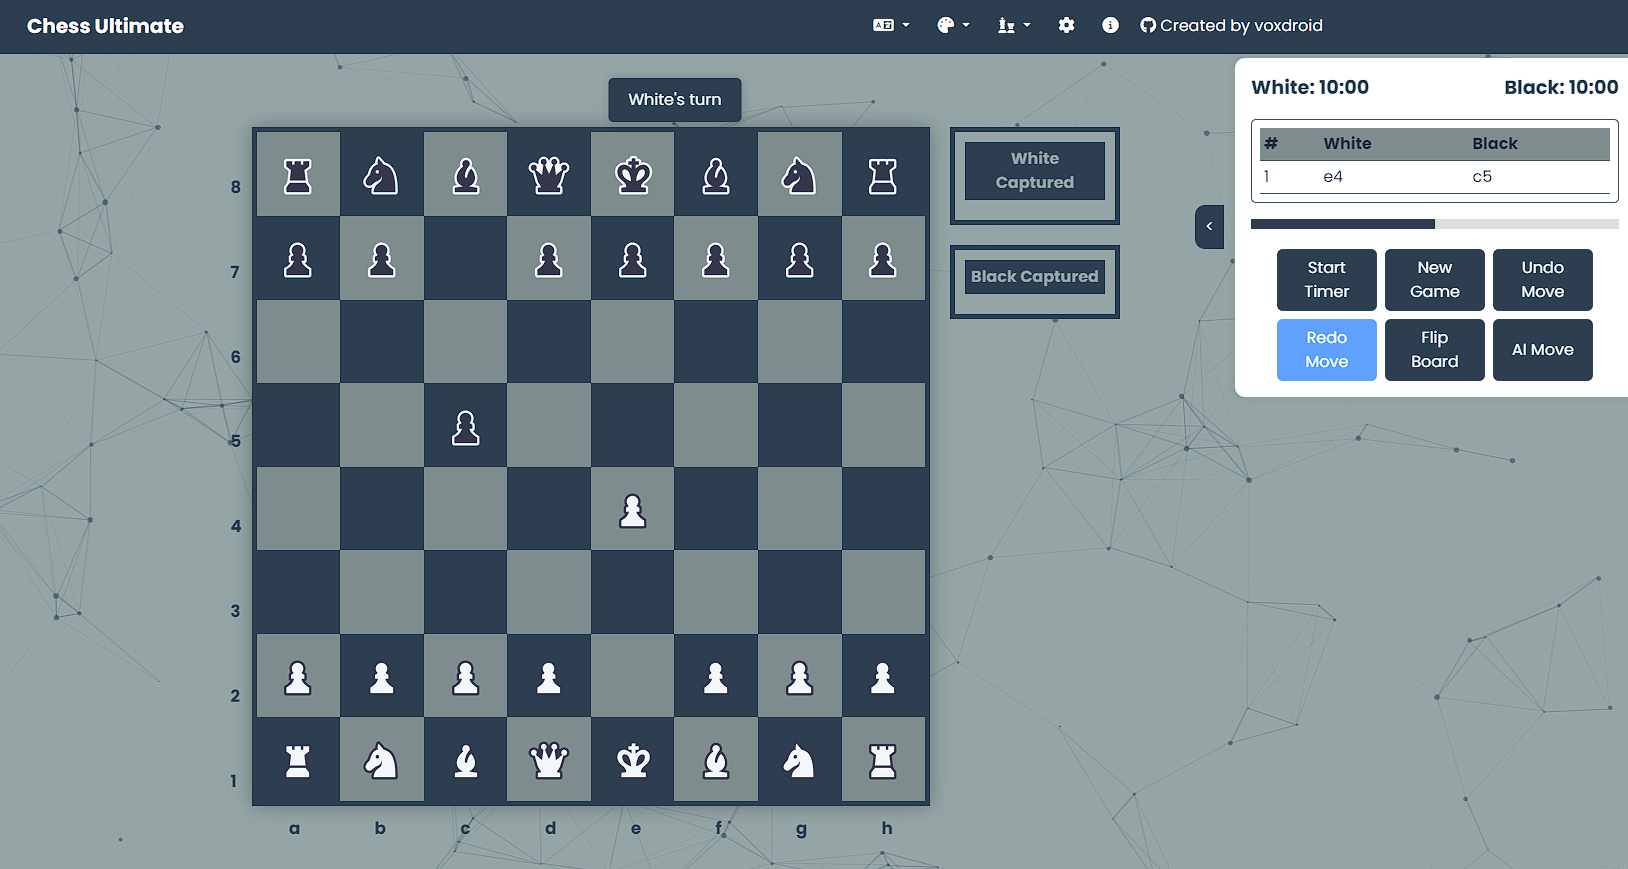 Chess Ultimate
Created by voxdroid
White: 10:00 Black: 10:00
White's turn
# White Black
1 e4 c5
White
Captured
Black Captured
<
Start
Timer
New
Game
Undo
Move
Redo
Move
Flip
Board
AI Move
8
7
6
5
4
3
2
1
a b c d e f g h